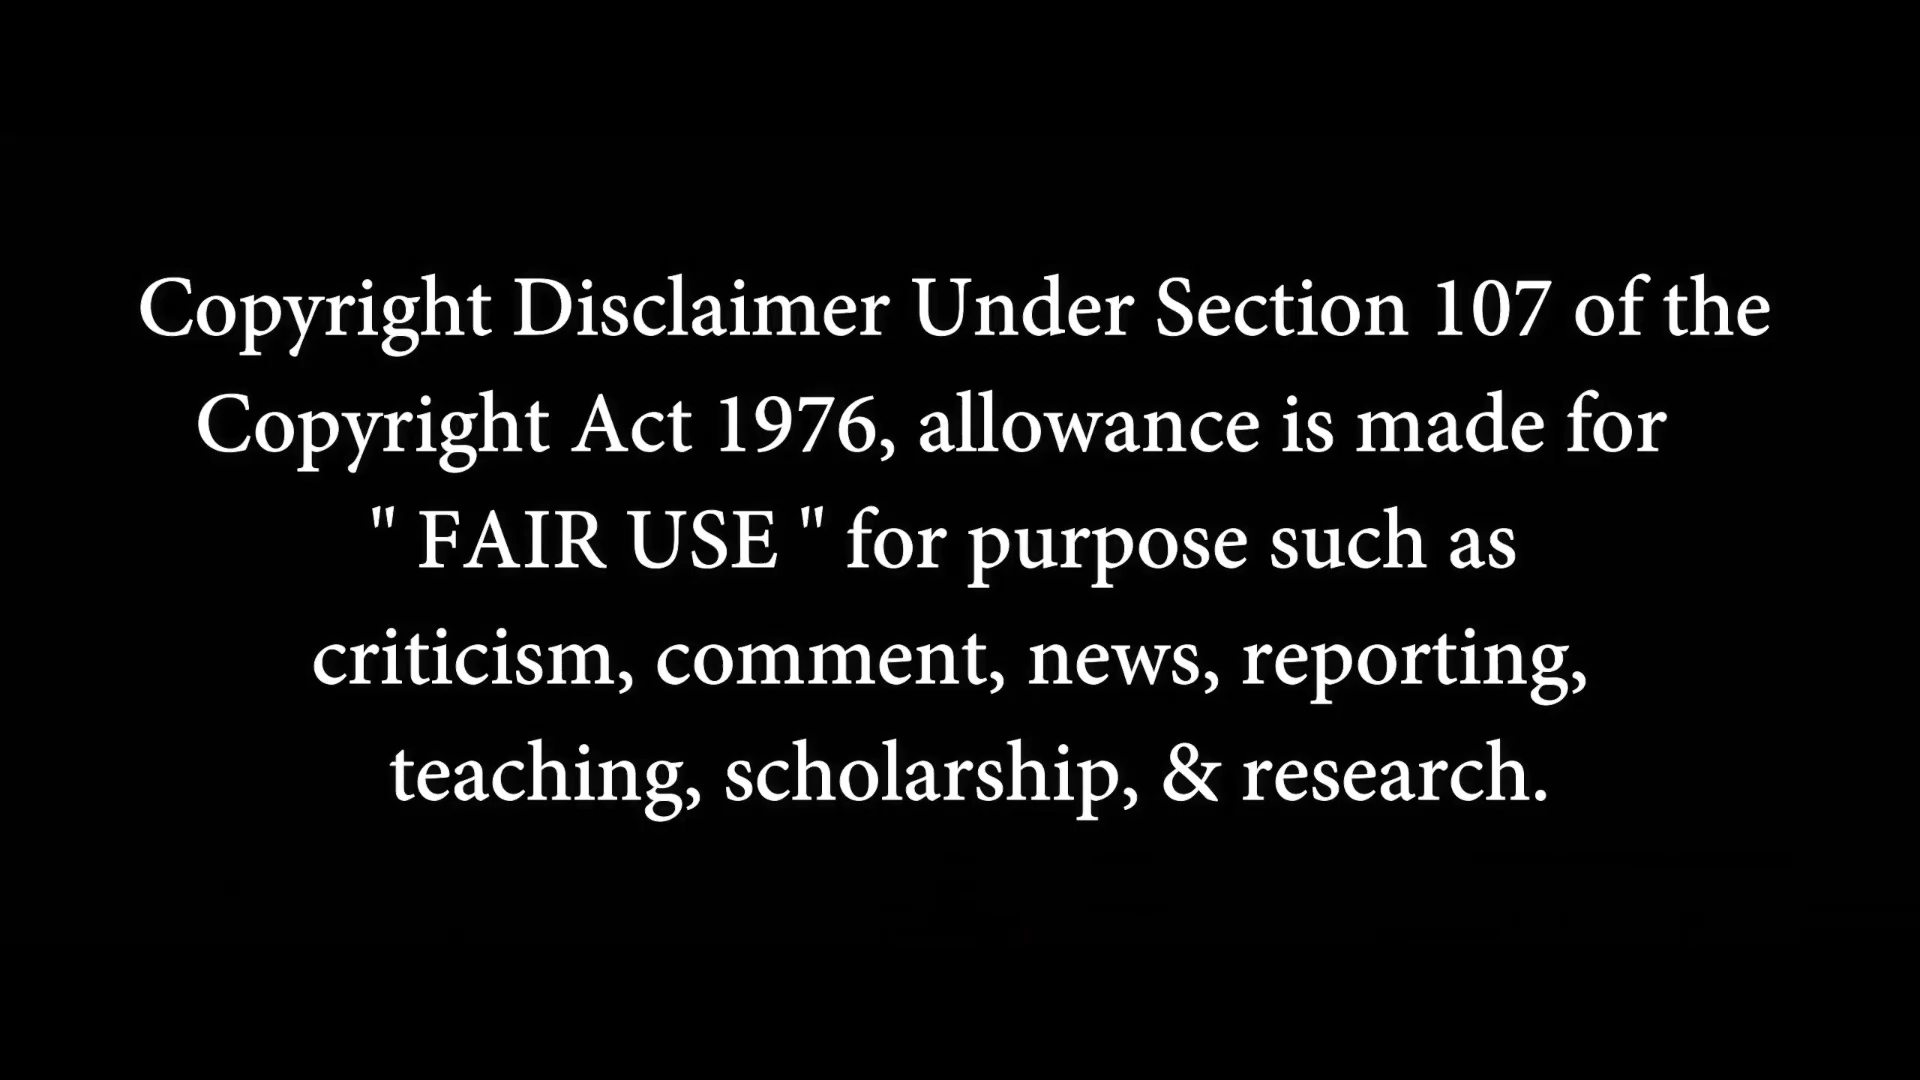 Copyright Disclaimer Under Section 107 of the
Copyright Act 1976, allowance is made for
" FAIR USE " for purpose such as
criticism, comment, news, reporting,
teaching, scholarship, & research.